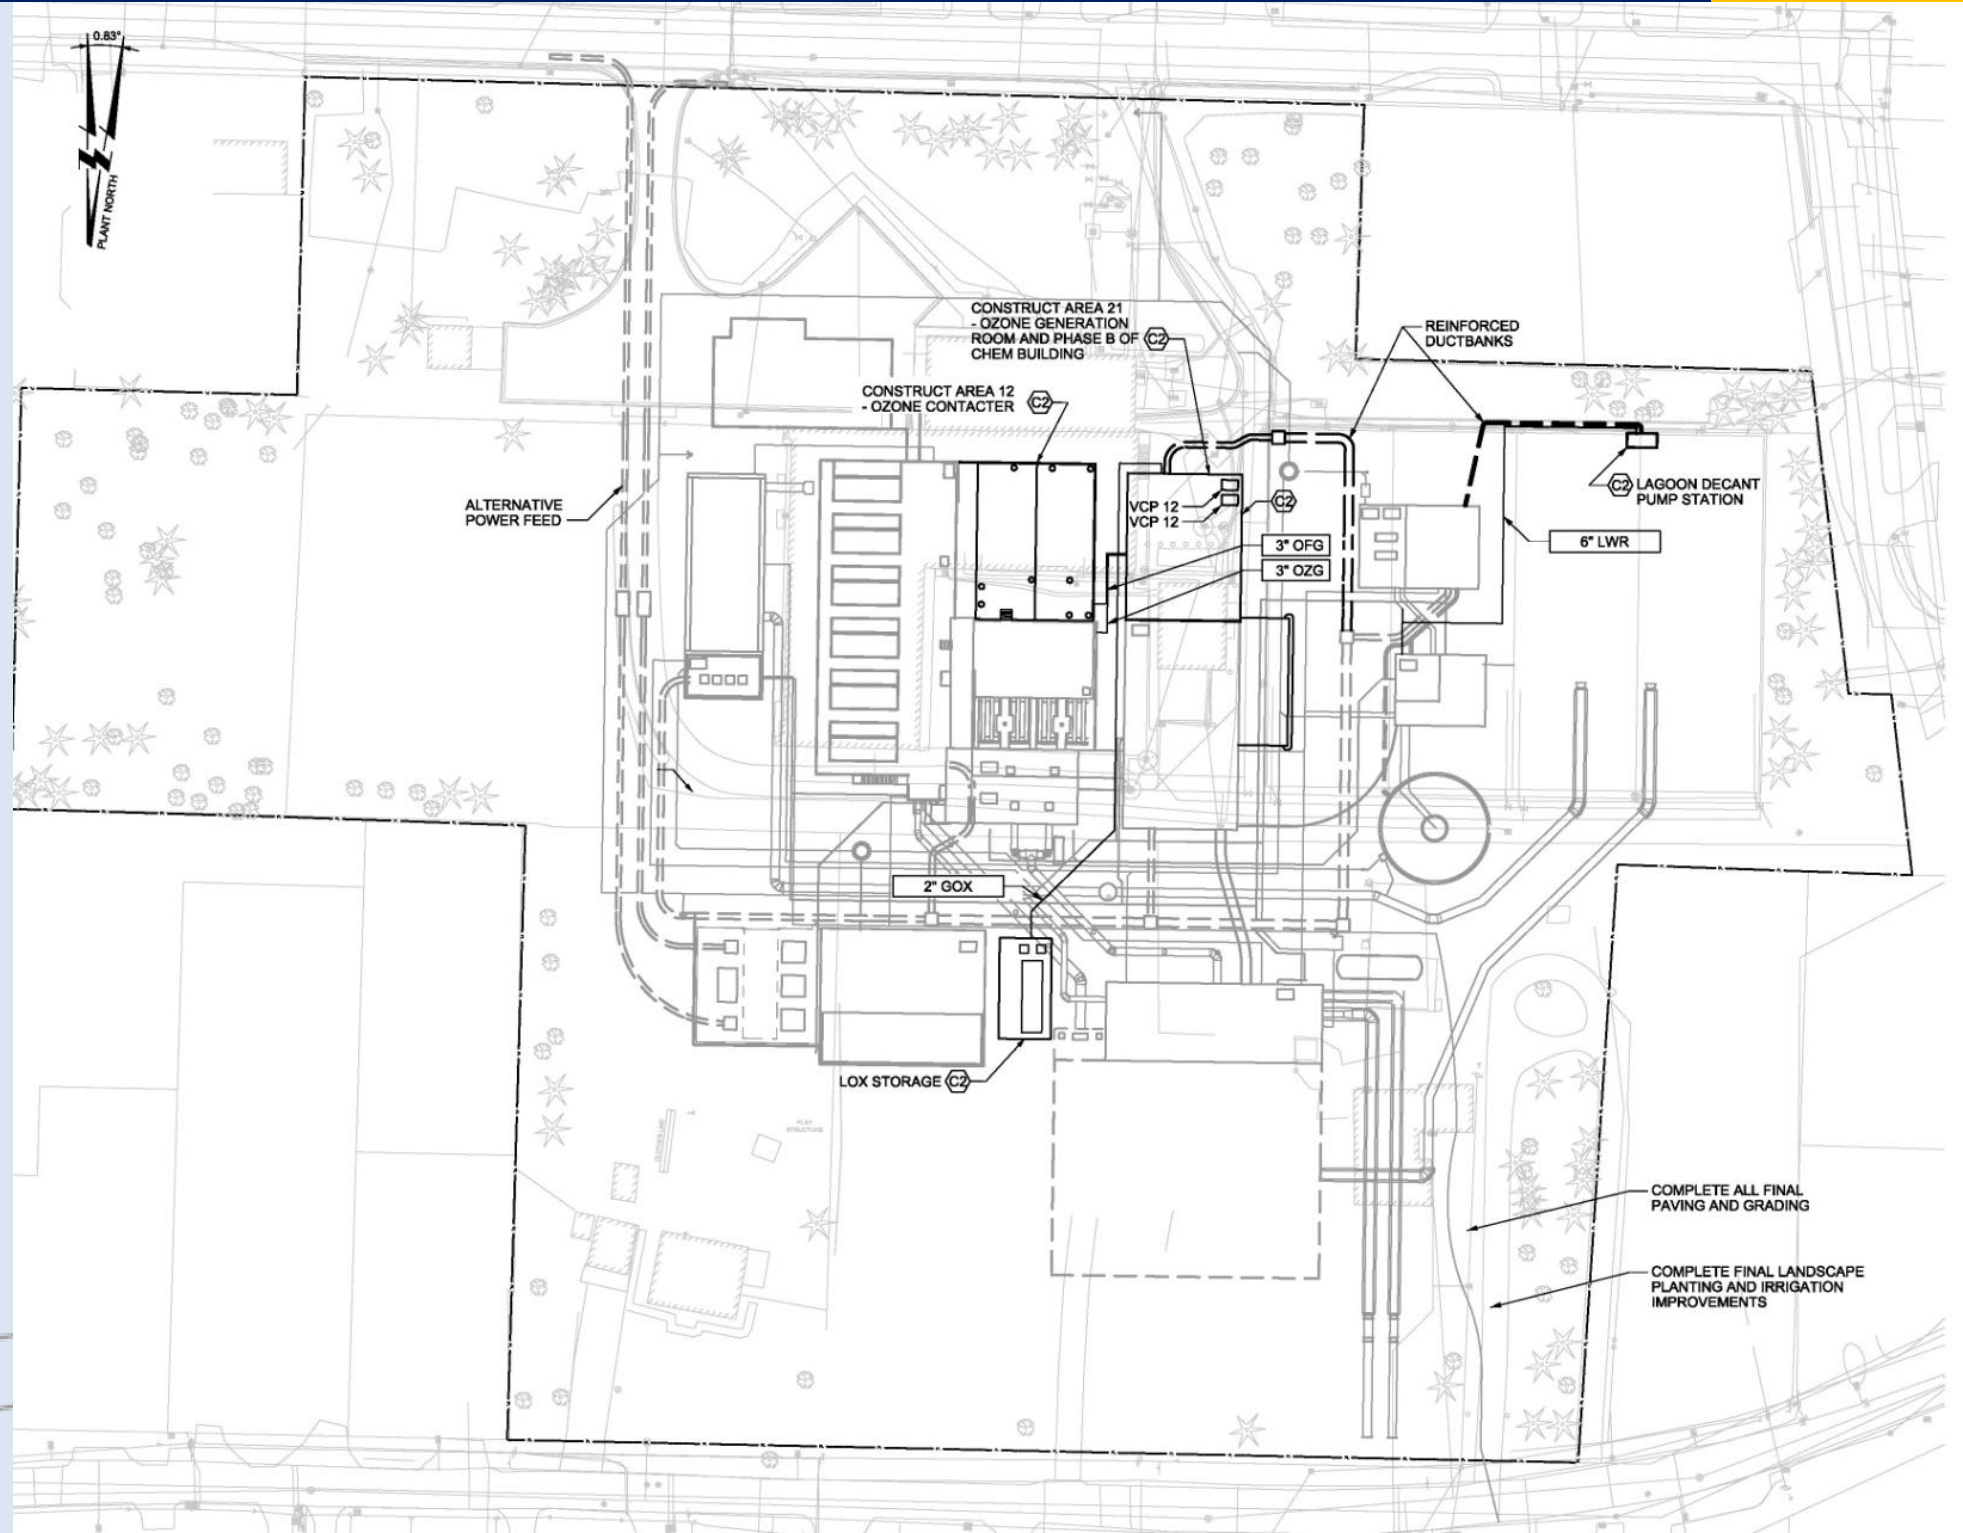 0.83°
PLANT NORTH
CONSTRUCT AREA 21
- OZONE GENERATION
ROOM AND PHASE B OF C2
CHEM BUILDING
REINFORCED
DUCTBANKS
CONSTRUCT AREA 12
- OZONE CONTACTER C2
ALTERNATIVE
POWER FEED
C2 LAGOON DECANT
PUMP STATION
VCP 12
VCP 12
C2
3" OFG
3" OZG
6" LWR
2" GOX
LOX STORAGE C2
PLAY
STRUCTURE
COMPLETE ALL FINAL
PAVING AND GRADING
COMPLETE FINAL LANDSCAPE
PLANTING AND IRRIGATION
IMPROVEMENTS